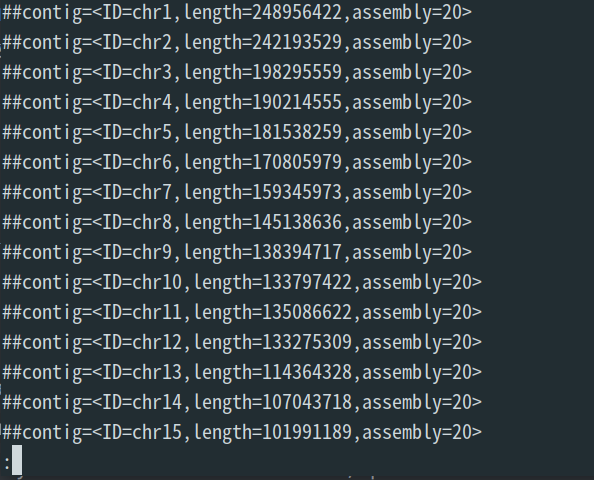 ##contig=<ID=chr1,length=248956422,assembly=20>
##contig=<ID=chr2,length=242193529,assembly=20>
##contig=<ID=chr3,length=198295559,assembly=20>
##contig=<ID=chr4,length=190214555,assembly=20>
##contig=<ID=chr5,length=181538259,assembly=20>
##contig=<ID=chr6,length=170805979,assembly=20>
##contig=<ID=chr7,length=159345973,assembly=20>
##contig=<ID=chr8,length=145138636,assembly=20>
##contig=<ID=chr9,length=138394717,assembly=20>
##contig=<ID=chr10,length=133797422,assembly=20>
##contig=<ID=chr11,length=135086622,assembly=20>
##contig=<ID=chr12,length=133275309,assembly=20>
##contig=<ID=chr13,length=114364328,assembly=20>
##contig=<ID=chr14,length=107043718,assembly=20>
##contig=<ID=chr15,length=101991189,assembly=20>
: